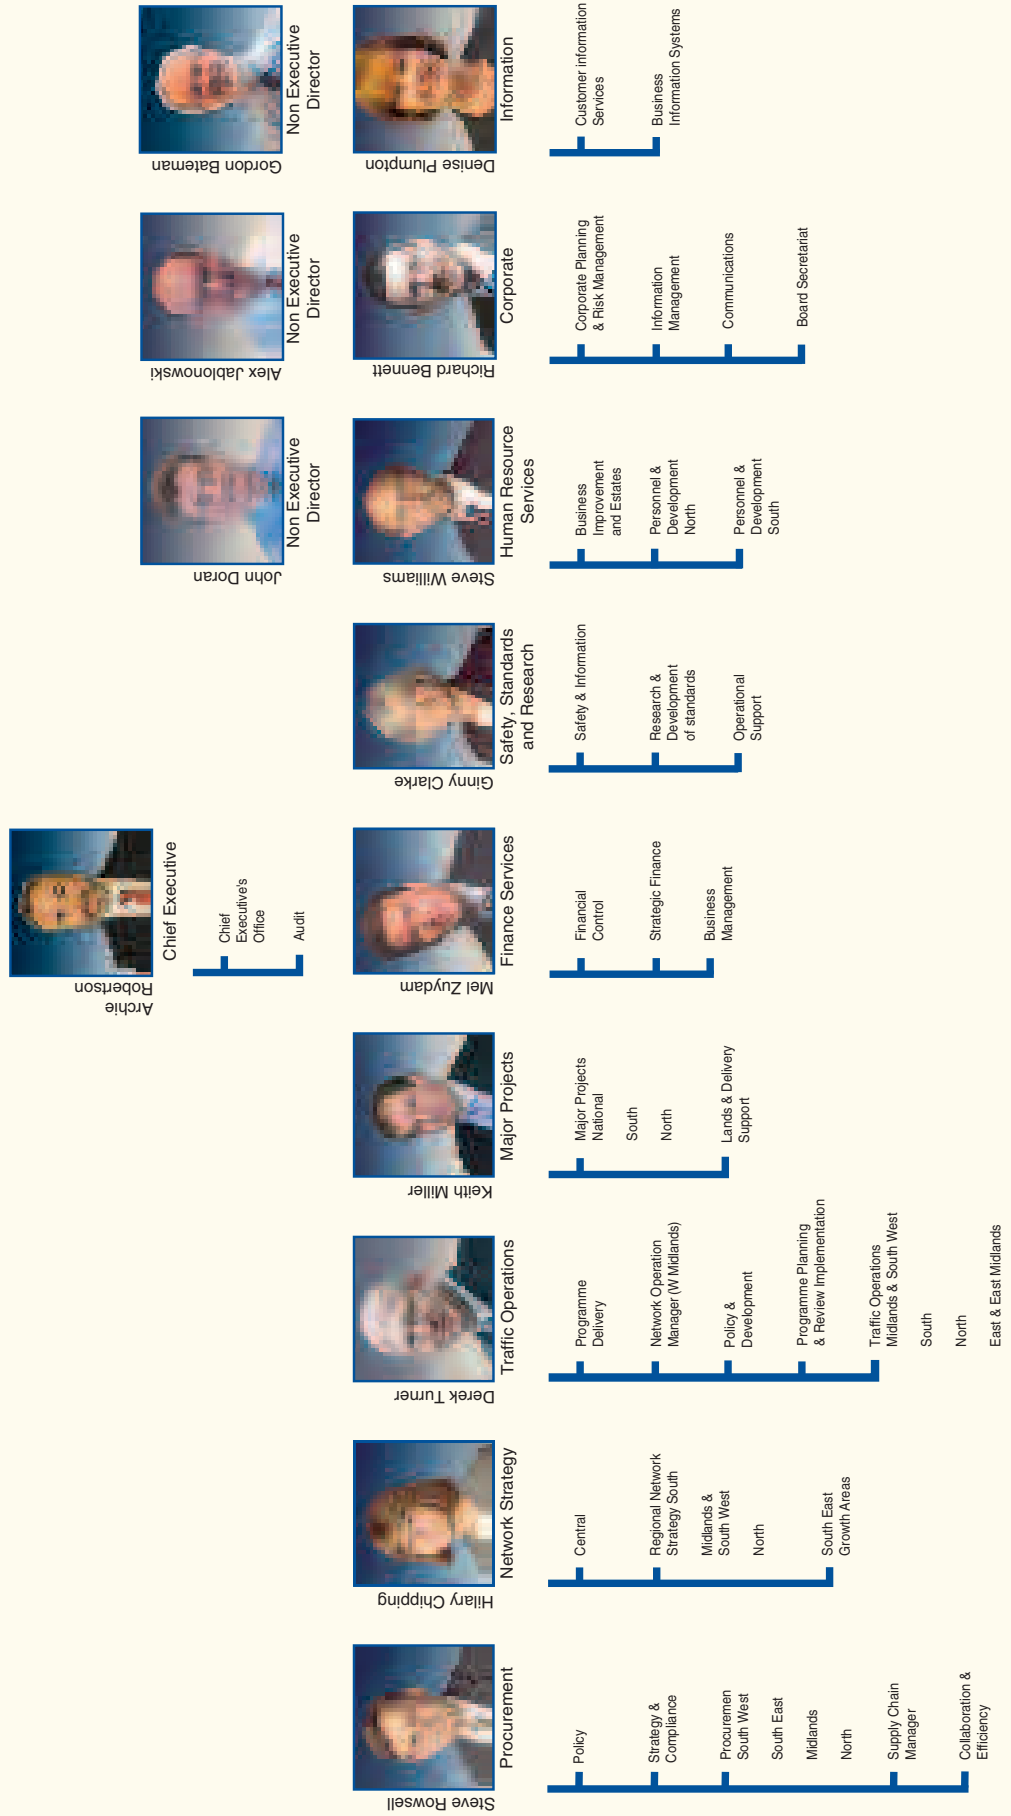 Archie
Robertson
Chief Executive
Chief
Executive's
Office
Audit
John Doran
Non Executive
Director
Alex Jablonowski
Non Executive
Director
Gordon Bateman
Non Executive
Director
Steve Rowsell
Procurement
Policy
Strategy &
Compliance
Procuremen
South West
South East
Midlands
North
Supply Chain
Manager
Collaboration &
Efficiency
Hilary Chipping
Network Strategy
Central
Regional Network
Strategy South
Midlands &
South West
North
South East
Growth Areas
Derek Turner
Traffic Operations
Programme
Delivery
Network Operation
Manager (W Midlands)
Policy &
Development
Programme Planning
& Review Implementation
Traffic Operations
Midlands & South West
South
North
East & East Midlands
Keith Miller
Major Projects
Major Projects
National
South
North
Lands & Delivery
Support
Mel Zuydam
Finance Services
Financial
Control
Strategic Finance
Business
Management
Ginny Clarke
Safety, Standards
and Research
Safety & Information
Research &
Development
of standards
Operational
Support
Steve Williams
Human Resource
Services
Business
Improvement
and Estates
Personnel &
Development
North
Personnel &
Development
South
Richard Bennett
Corporate
Corporate Planning
& Risk Management
Information
Management
Communications
Board Secretariat
Denise Plumpton
Information
Customer information
Services
Business
Information Systems